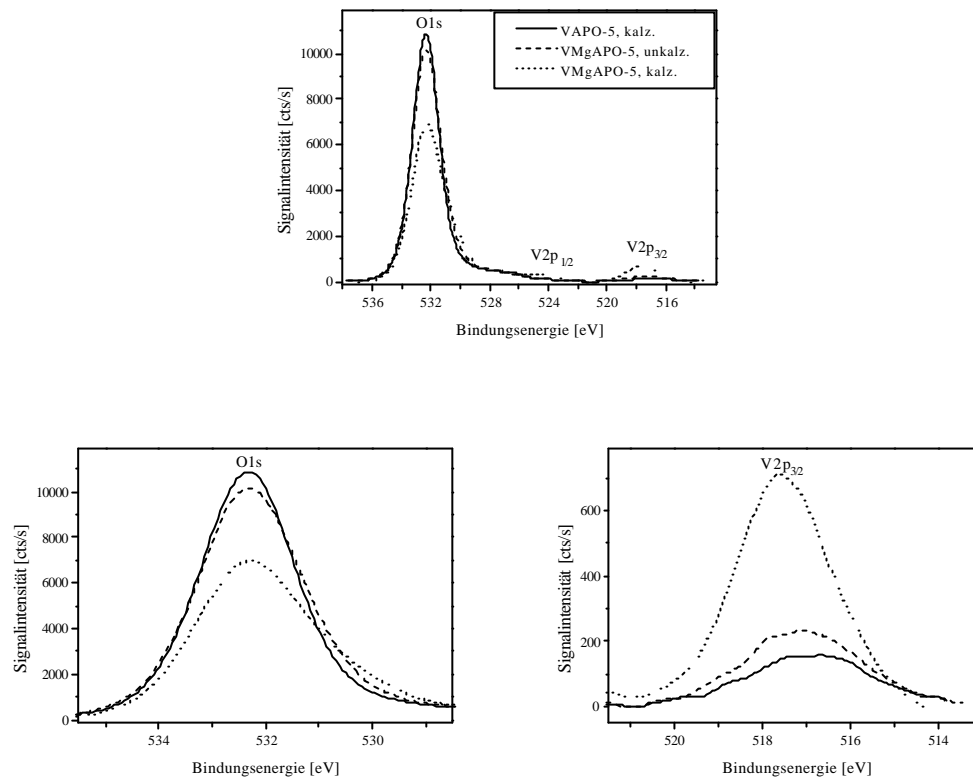 O1s
VAPO-5, kalz.
VMgAPO-5, unkalz.
VMgAPO-5, kalz.
Signalintensität [cts/s]
10000
8000
6000
4000
2000
0
V2p 1/2
V2p3/2
536 532 528 524 520 516
Bindungsenergie [eV]
O1s
Signalintensität [cts/s]
10000
8000
6000
4000
2000
0
534 532 530
Bindungsenergie [eV]
V2p3/2
Signalintensität [cts/s]
600
400
200
0
520 518 516 514
Bindungsenergie [eV]